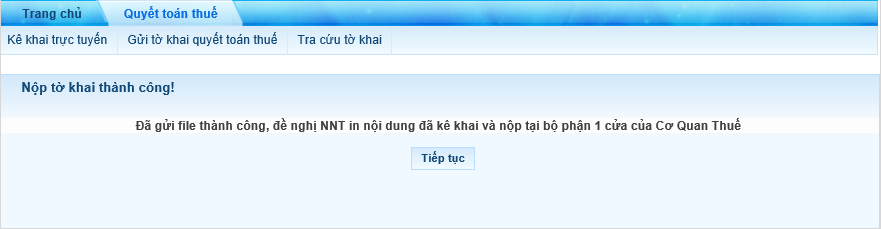 Trang chủ Quyết toán thuế
Kê khai trực tuyến Gửi tờ khai quyết toán thuế Tra cứu tờ khai
Nộp tờ khai thành công!
Đã gửi file thành công, đề nghị NNT in nội dung đã kê khai và nộp tại bộ phận 1 cửa của Cơ Quan Thuế
Tiếp tục